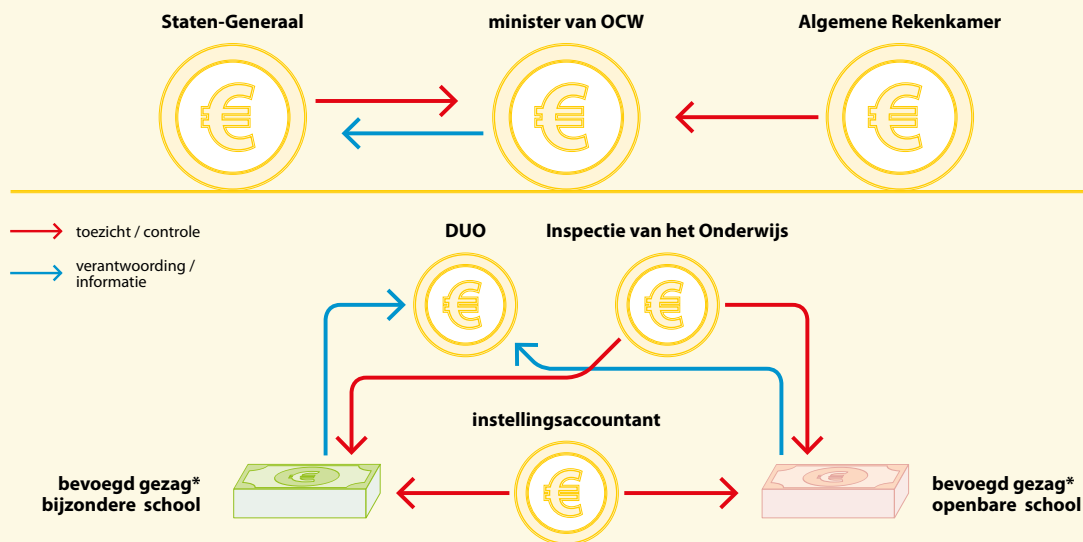 Staten-Generaal
minister van OCW
Algemene Rekenkamer
toezicht / controle
verantwoording /
informatie
DUO
Inspectie van het Onderwijs
instellingsaccountant
bevoegd gezag*
bijzondere school
bevoegd gezag*
openbare school